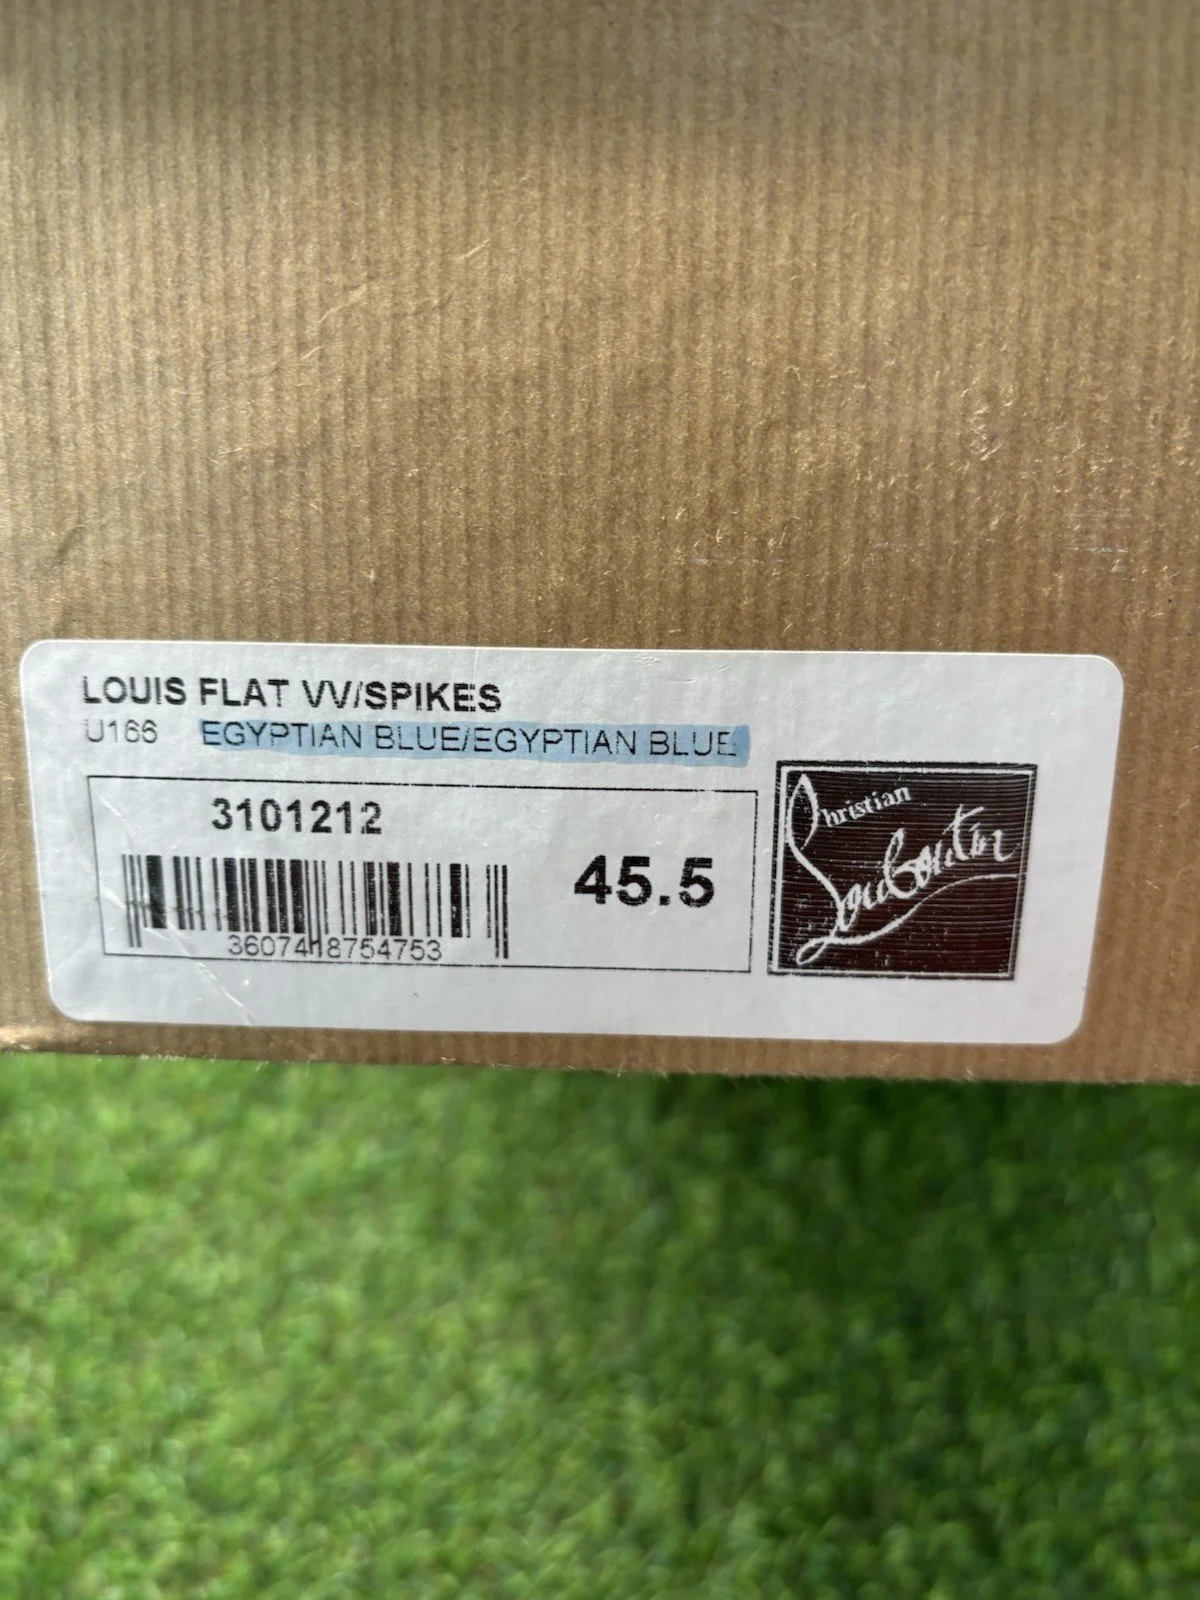 LOUIS FLAT VV/SPIKES
U166 EGYPTIAN BLUE/EGYPTIAN BLUE
3101212
45.5
3607418754753
Christian
Louboutin